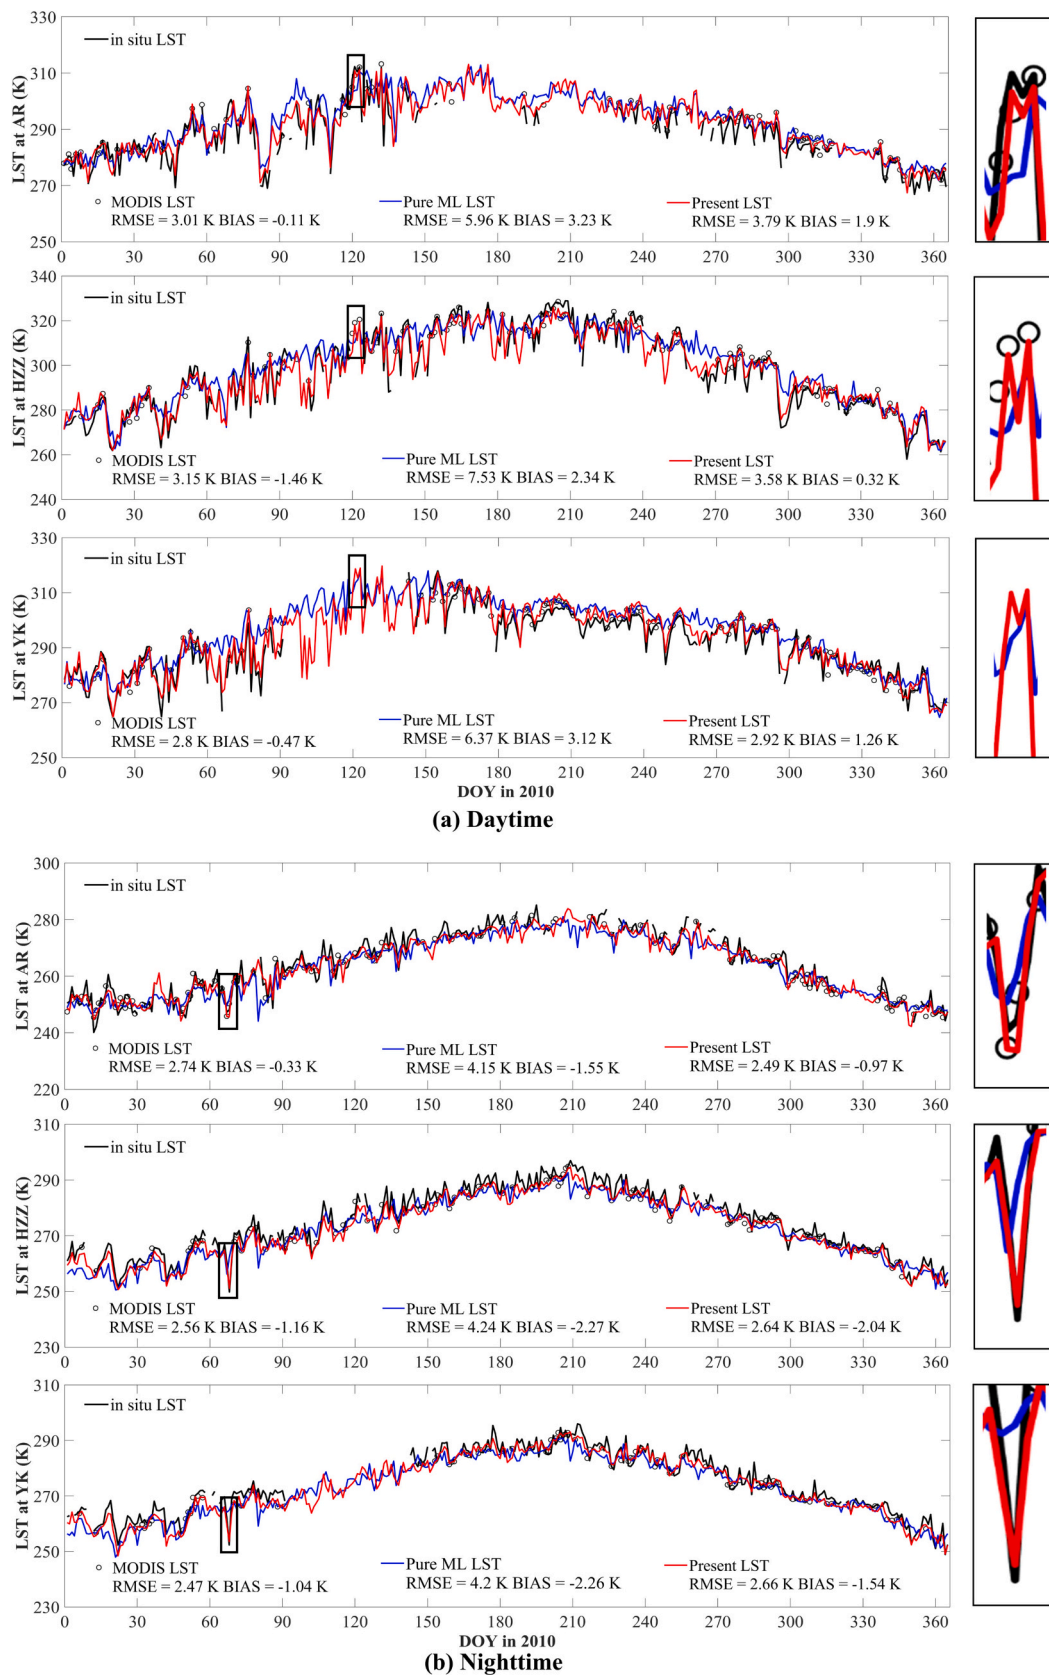 330
310
290
270
250
LST at AR (K)
in situ LST
MODIS LST
RMSE = 3.01 K BIAS = -0.11 K
Pure ML LST
RMSE = 5.96 K BIAS = 3.23 K
Present LST
RMSE = 3.79 K BIAS = 1.9 K
0 30 60 90 120 150 180 210 240 270 300 330 360
340
320
300
280
260
240
LST at HZZ (K)
in situ LST
MODIS LST
RMSE = 3.15 K BIAS = -1.46 K
Pure ML LST
RMSE = 7.53 K BIAS = 2.34 K
Present LST
RMSE = 3.58 K BIAS = 0.32 K
0 30 60 90 120 150 180 210 240 270 300 330 360
330
310
290
270
250
LST at YK (K)
in situ LST
MODIS LST
RMSE = 2.8 K BIAS = -0.47 K
Pure ML LST
RMSE = 6.37 K BIAS = 3.12 K
Present LST
RMSE = 2.92 K BIAS = 1.26 K
0 30 60 90 120 150 180 210 240 270 300 330 360
DOY in 2010
(a) Daytime
300
280
260
240
220
LST at AR (K)
in situ LST
MODIS LST
RMSE = 2.74 K BIAS = -0.33 K
Pure ML LST
RMSE = 4.15 K BIAS = -1.55 K
Present LST
RMSE = 2.49 K BIAS = -0.97 K
0 30 60 90 120 150 180 210 240 270 300 330 360
310
290
270
250
230
LST at HZZ (K)
in situ LST
MODIS LST
RMSE = 2.56 K BIAS = -1.16 K
Pure ML LST
RMSE = 4.24 K BIAS = -2.27 K
Present LST
RMSE = 2.64 K BIAS = -2.04 K
0 30 60 90 120 150 180 210 240 270 300 330 360
310
290
270
250
230
LST at YK (K)
in situ LST
MODIS LST
RMSE = 2.47 K BIAS = -1.04 K
Pure ML LST
RMSE = 4.2 K BIAS = -2.26 K
Present LST
RMSE = 2.66 K BIAS = -1.54 K
0 30 60 90 120 150 180 210 240 270 300 330 360
DOY in 2010
(b) Nighttime